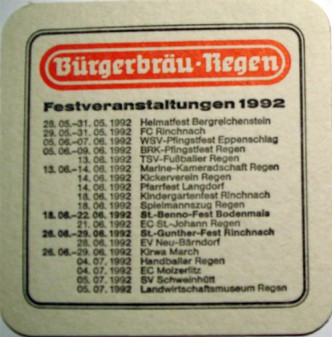 Bürgerbräu-Regen
Festveranstaltungen 1992
28. 05.–31. 05. 1992 Heimatfest Bergreichenstein
29. 05.–31. 05. 1992 FC Rinchnach
05. 06.–07. 06. 1992 WSV-Pfingstfest Eppenschlag
05. 06.–09. 06. 1992 BRK-Pfingstfest Regen
13. 06. 1992 TSV-Fußballer Regen
13. 06.–14. 06. 1992 Marine-Kameradschaft Regen
14. 06. 1992 Kickerverein Regen
14. 06. 1992 Pfarrfest Langdorf
18. 06. 1992 Kindergartenfest Rinchnach
18. 06. 1992 Spielmannszug Regen
18. 06.–22. 06. 1992 St.-Benno-Fest Bodenmais
21. 06. 1992 EC St.-Johann Regen
26. 06.–29. 06. 1992 St.-Gunther-Fest Rinchnach
28. 06. 1992 EV Neu-Bärndorf
26. 06.–29. 06. 1992 Kirwa March
04. 07. 1992 Handballer Regen
04. 07. 1992 EC
05. 07. 1992 SV Schweinhütt
05. 07. 1992 Landwirtschaftsmuseum Regen